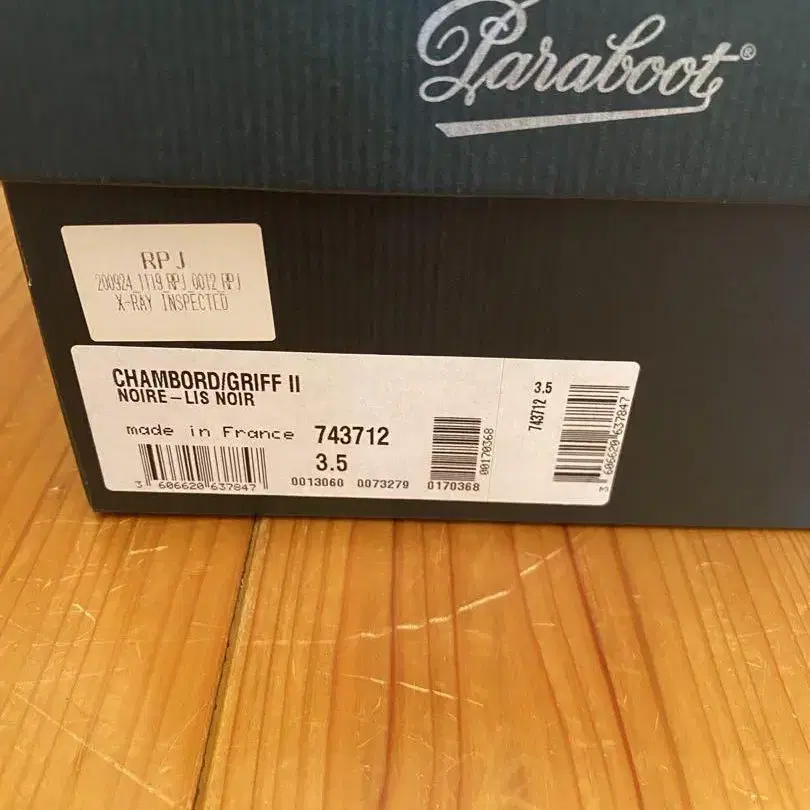 Paraboot®
RPJ
200924_1119_RPJ_0012_RPJ
X-RAY INSPECTED
CHAMBORD/GRIFF II
NOIRE-LIS NOIR
made in France 743712
3.5
3 606620 637847
0013060 0073279 0170368
00170368
3.5
743712
3 606620 637847